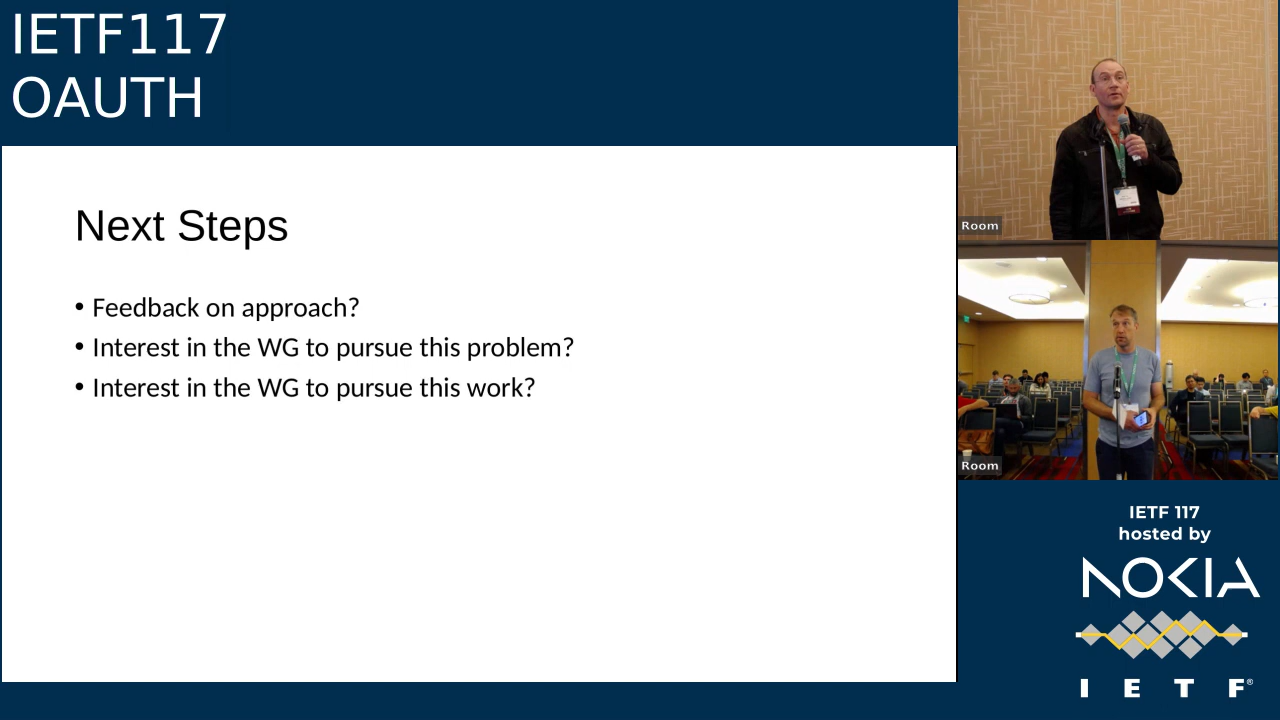 IETF117
OAUTH
Next Steps
• Feedback on approach?
• Interest in the WG to pursue this problem?
• Interest in the WG to pursue this work?
Room
Room
IETF 117
hosted by
NOKIA
I E T F®